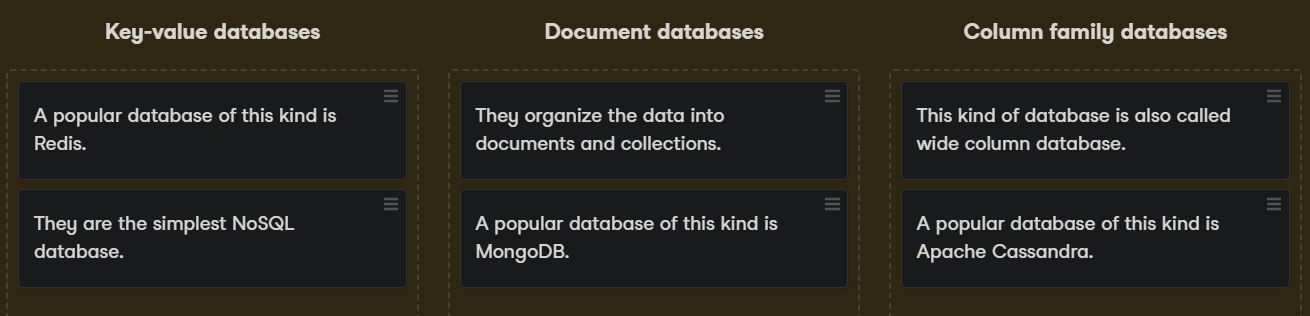 Key-value databases
A popular database of this kind is
Redis.
They are the simplest NoSQL
database.
Document databases
They organize the data into
documents and collections.
A popular database of this kind is
MongoDB.
Column family databases
This kind of database is also called
wide column database.
A popular database of this kind is
Apache Cassandra.